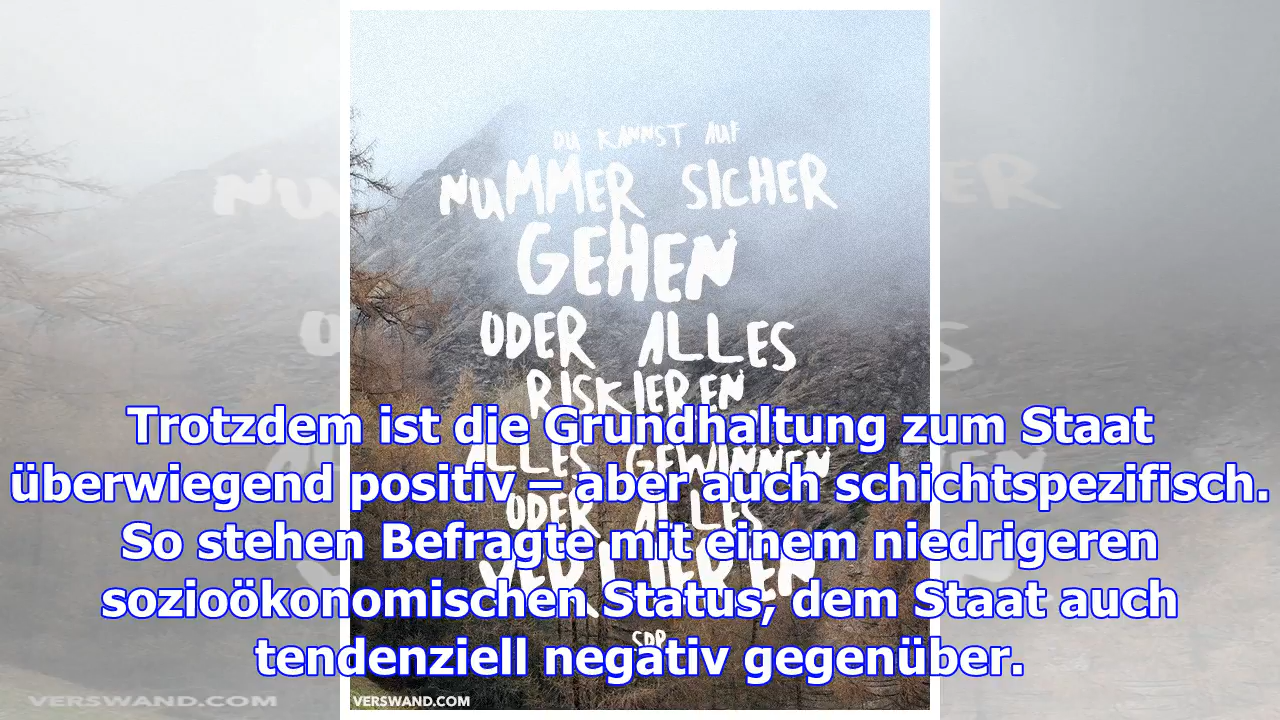 DU KANNST AUF
NUMMER SICHER
GEHEN
ODER ALLES
RISKIEREN
ALLES GEWINNEN
ODER ALLES
VERLIEREN
SDP
Trotzdem ist die Grundhaltung zum Staat
überwiegend positiv – aber auch schichtspezifisch.
So stehen Befragte mit einem niedrigeren
sozioökonomischen Status, dem Staat auch
tendenziell negativ gegenüber.
VERSWAND.COM
VERSWAND.COM